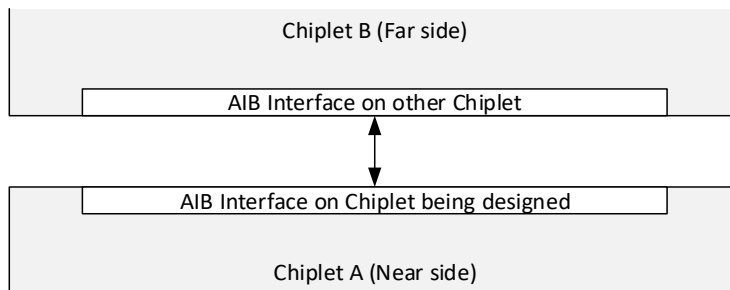 Chiplet B (Far side)
AIB Interface on other Chiplet
AIB Interface on Chiplet being designed
Chiplet A (Near side)